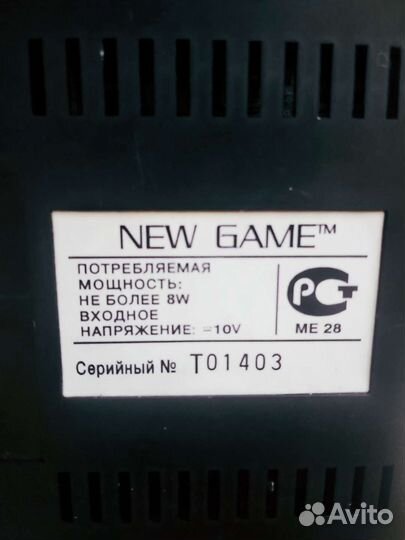 NEW GAME™
ПОТРЕБЛЯЕМАЯ
МОЩНОСТЬ:
НЕ БОЛЕЕ 8W
ВХОДНОЕ
НАПРЯЖЕНИЕ: =10V
РСТ
МЕ 28
Серийный № T01403
Avito